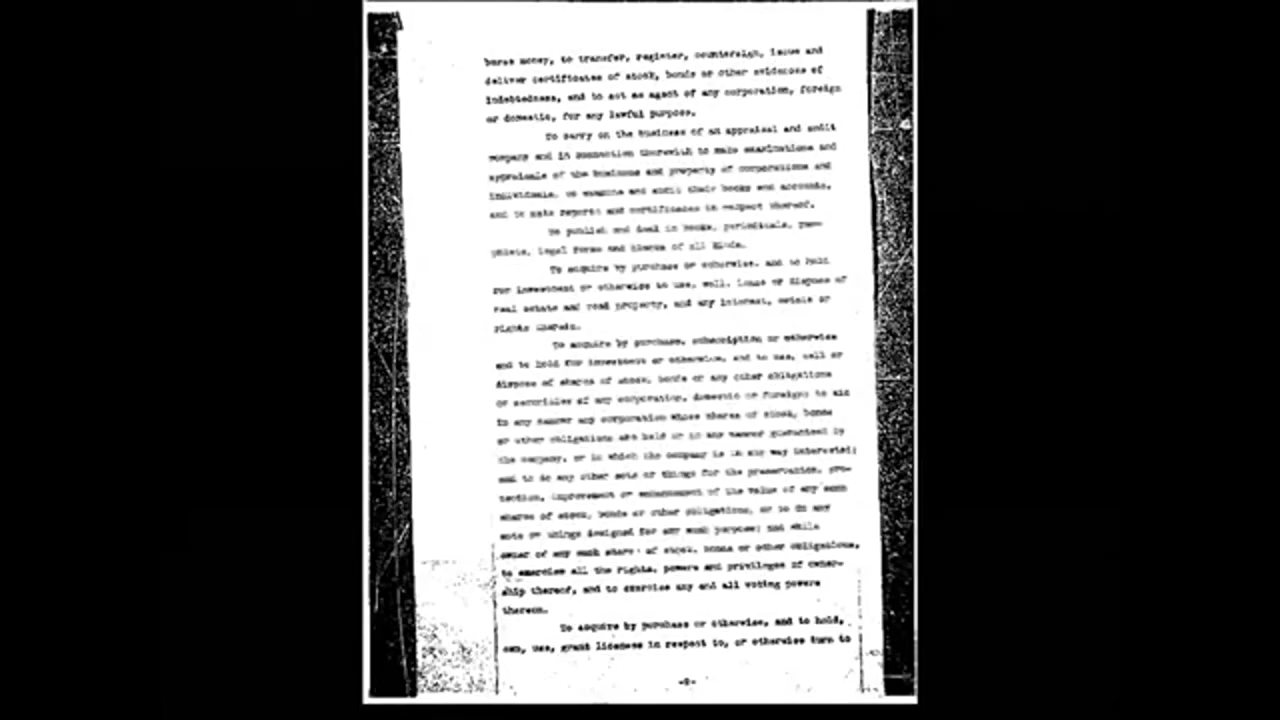 burse money, to transfer, register, countersign, issue and
deliver certificates of stock, bonds or other evidences of
indebtedness, and to act as agent of any corporation, foreign
or domestic, for any lawful purpose.
To carry on the business of an appraisal and audit
company and in connection therewith to make examinations and
appraisals of the business and property of corporations and
individuals, to examine and audit their books and accounts,
and to make reports and certificates in respect thereof.
To publish and deal in books, periodicals, pam-
phlets, legal forms and blanks of all kinds.
To acquire by purchase or otherwise, and to hold
for investment or otherwise to use, sell, lease or dispose of
real estate and real property, and any interest, estate or
rights therein.
To acquire by purchase, subscription or otherwise
and to hold for investment or otherwise, and to use, sell or
dispose of shares of stock, bonds or any other obligations
or securities of any corporation, domestic or foreign; to aid
in any manner any corporation whose shares of stock, bonds
or other obligations are held or in any manner guaranteed by
the company, or in which the company is in any way interested;
and to do any other acts or things for the preservation, pro-
tection, improvement or enhancement of the value of any such
shares of stock, bonds or other obligations, or to do any
acts or things designed for any such purpose; and while
owner of any such shares of stock, bonds or other obligations,
to exercise all the rights, powers and privileges of owner-
ship thereof, and to exercise any and all voting powers
thereon.
To acquire by purchase or otherwise, and to hold,
own, use, grant licenses in respect to, or otherwise turn to